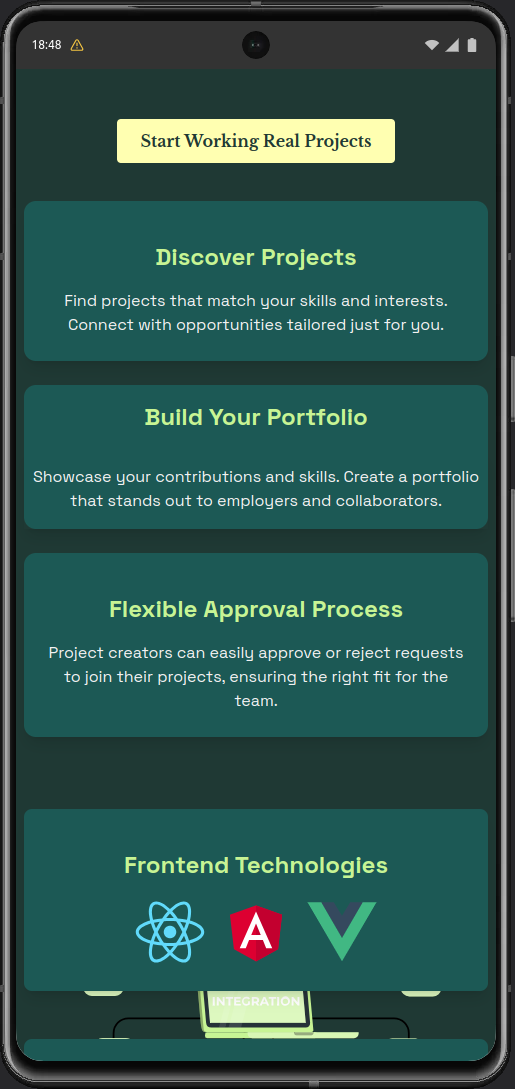 18:48
Start Working Real Projects
Discover Projects
Find projects that match your skills and interests.
Connect with opportunities tailored just for you.
Build Your Portfolio
Showcase your contributions and skills. Create a portfolio
that stands out to employers and collaborators.
Flexible Approval Process
Project creators can easily approve or reject requests
to join their projects, ensuring the right fit for the
team.
Frontend Technologies
A
INTEGRATION